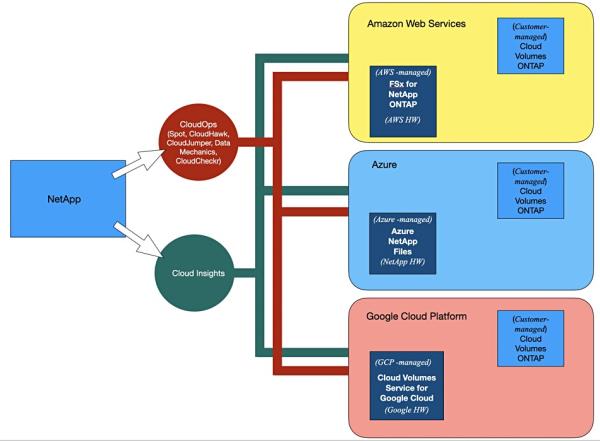 NetApp
CloudOps
(Spot, CloudHawk,
CloudJumper, Data
Mechanics,
CloudCheckr)
Cloud Insights
Amazon Web Services
(Customer-
managed)
Cloud
Volumes
ONTAP
(AWS -managed)
FSx for
NetApp
ONTAP
(AWS HW)
Azure
(Customer-
managed)
Cloud
Volumes
ONTAP
(Azure -managed)
Azure
NetApp
Files
(NetApp HW)
Google Cloud Platform
(Customer-
managed)
Cloud
Volumes
ONTAP
(GCP -managed)
Cloud Volumes
Service for
Google Cloud
(Google HW)